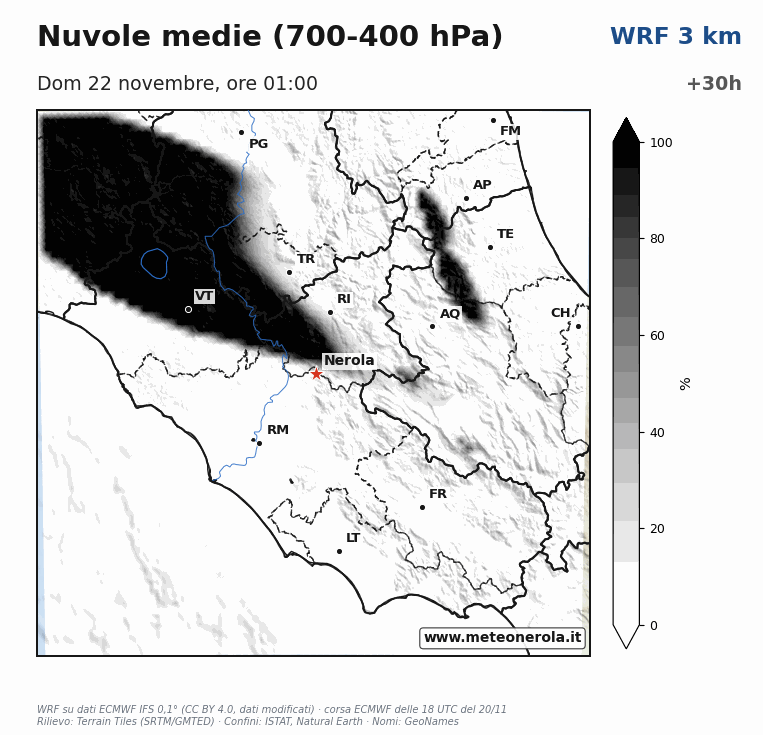 Nuvole medie (700-400 hPa)
WRF 3 km
Dom 22 novembre, ore 01:00
+30h
FM
PG
100
AP
TE
80
TR
VT
RI
AQ
CH
60
Nerola
%
40
RM
FR
20
LT
0
www.meteonerola.it
WRF su dati ECMWF IFS 0,1° (CC BY 4.0, dati modificati) · corsa ECMWF delle 18 UTC del 20/11
Rilievo: Terrain Tiles (SRTM/GMTED) · Confini: ISTAT, Natural Earth · Nomi: GeoNames